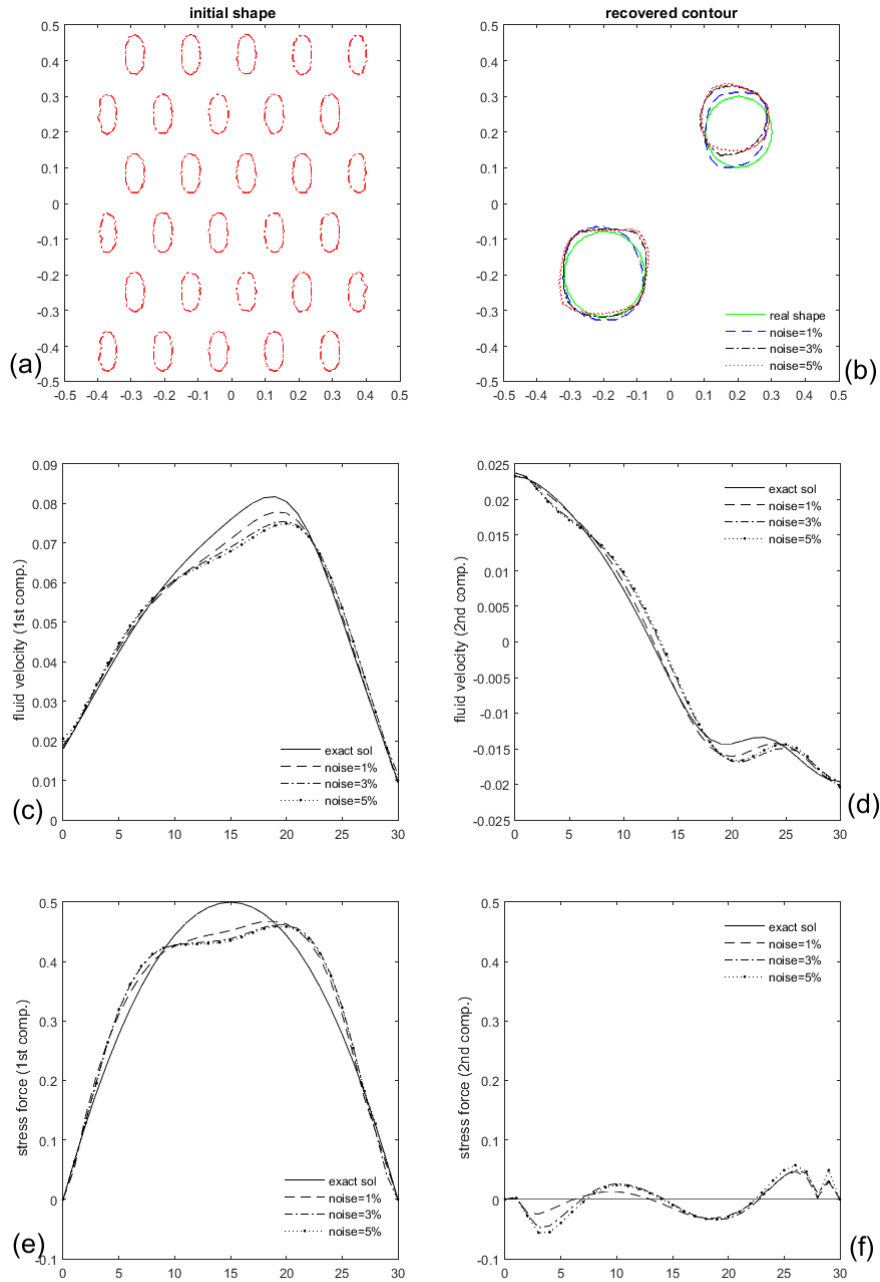 initial shape
0.5
0.4
0.3
0.2
0.1
0
-0.1
-0.2
-0.3
-0.4
-0.5
-0.5 -0.4 -0.3 -0.2 -0.1 0 0.1 0.2 0.3 0.4 0.5
(a)
recovered contour
0.5
0.4
0.3
0.2
0.1
0
-0.1
-0.2
-0.3
-0.4
-0.5
real shape
noise=1%
noise=3%
noise=5%
-0.5 -0.4 -0.3 -0.2 -0.1 0 0.1 0.2 0.3 0.4 0.5
(b)
fluid velocity (1st comp.)
0.09
0.08
0.07
0.06
0.05
0.04
0.03
0.02
0.01
0
exact sol
noise=1%
noise=3%
noise=5%
0 5 10 15 20 25 30
(c)
fluid velocity (2nd comp.)
0.025
0.02
0.015
0.01
0.005
0
-0.005
-0.01
-0.015
-0.02
-0.025
exact sol
noise=1%
noise=3%
noise=5%
0 5 10 15 20 25 30
(d)
stress force (1st comp.)
0.5
0.4
0.3
0.2
0.1
0
-0.1
exact sol
noise=1%
noise=3%
noise=5%
0 5 10 15 20 25 30
(e)
stress force (2nd comp.)
0.5
0.4
0.3
0.2
0.1
0
-0.1
exact sol
noise=1%
noise=3%
noise=5%
0 5 10 15 20 25 30
(f)